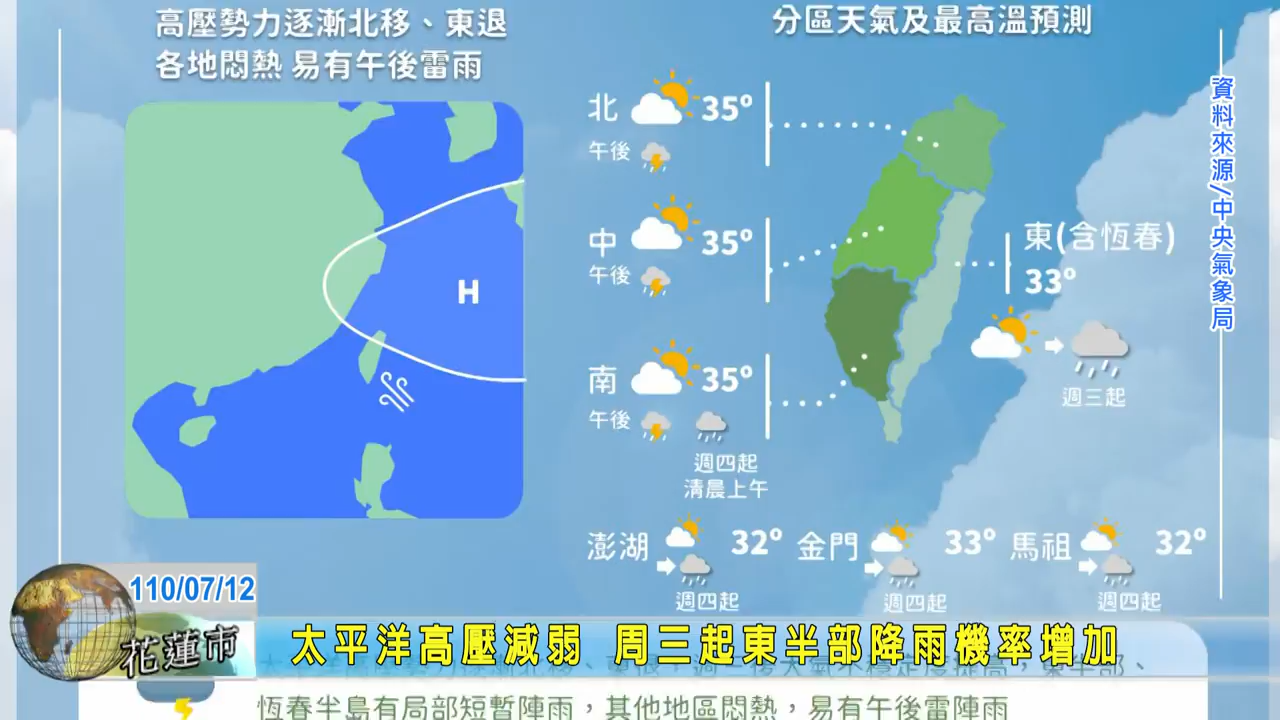 高壓勢力逐漸北移、東退
各地悶熱 易有午後雷雨
分區天氣及最高溫預測
資料來源/中央氣象局
H
北 35°
午後
中 35°
午後
南 35°
午後
週四起
清晨上午
東(含恆春)
33°
週三起
澎湖 32°
週四起
金門 33°
週四起
馬祖 32°
週四起
110/07/12
花蓮市
太平洋高壓減弱 周三起東半部降雨機率增加
恆春半島有局部短暫陣雨，其他地區悶熱，易有午後雷陣雨